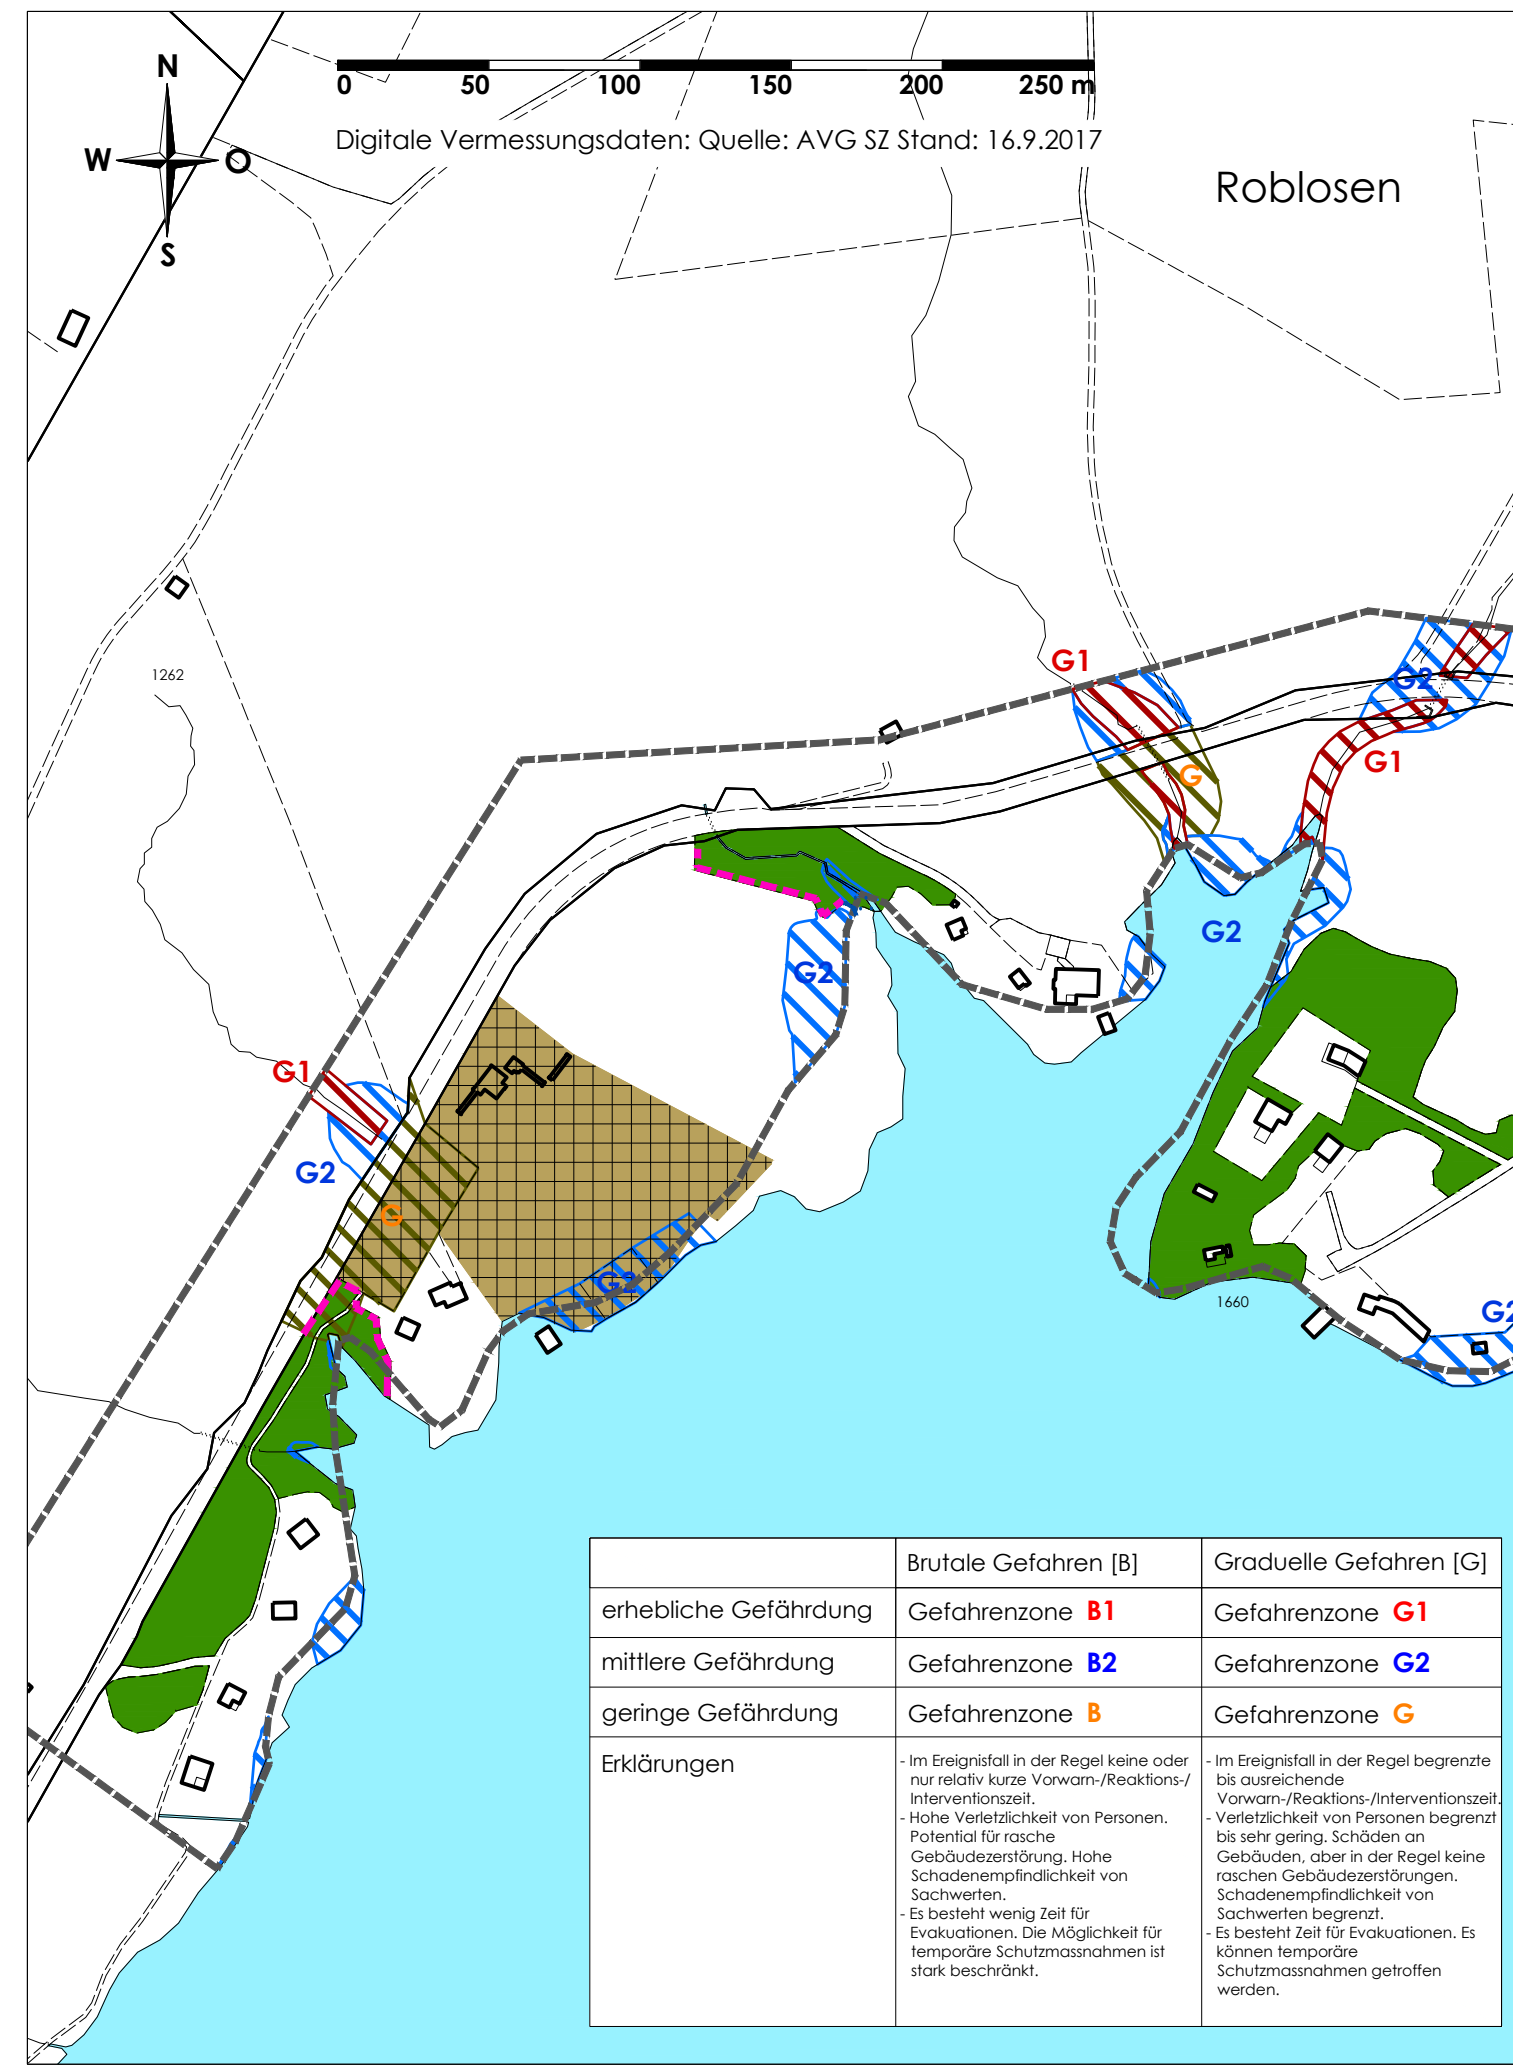 N
W O
S
0 50 100 150 200 250 m
Digitale Vermessungsdaten: Quelle: AVG SZ Stand: 16.9.2017
Roblosen
1262
G1
G2
G
G1
G2
G2
G1
G2
G
G2
1660
G2
Brutale Gefahren [B] Graduelle Gefahren [G]
erhebliche Gefährdung Gefahrenzone B1 Gefahrenzone G1
mittlere Gefährdung Gefahrenzone B2 Gefahrenzone G2
geringe Gefährdung Gefahrenzone B Gefahrenzone G
Erklärungen
- Im Ereignisfall in der Regel keine oder
nur relativ kurze Vorwarn-/Reaktions-/
Interventionszeit.
- Hohe Verletzlichkeit von Personen.
Potential für rasche
Gebäudezerstörung. Hohe
Schadenempfindlichkeit von
Sachwerten.
- Es besteht wenig Zeit für
Evakuationen. Die Möglichkeit für
temporäre Schutzmassnahmen ist
stark beschränkt.
- Im Ereignisfall in der Regel begrenzte
bis ausreichende
Vorwarn-/Reaktions-/Interventionszeit.
- Verletzlichkeit von Personen begrenzt
bis sehr gering. Schäden an
Gebäuden, aber in der Regel keine
raschen Gebäudezerstörungen.
Schadenempfindlichkeit von
Sachwerten begrenzt.
- Es besteht Zeit für Evakuationen. Es
können temporäre
Schutzmassnahmen getroffen
werden.